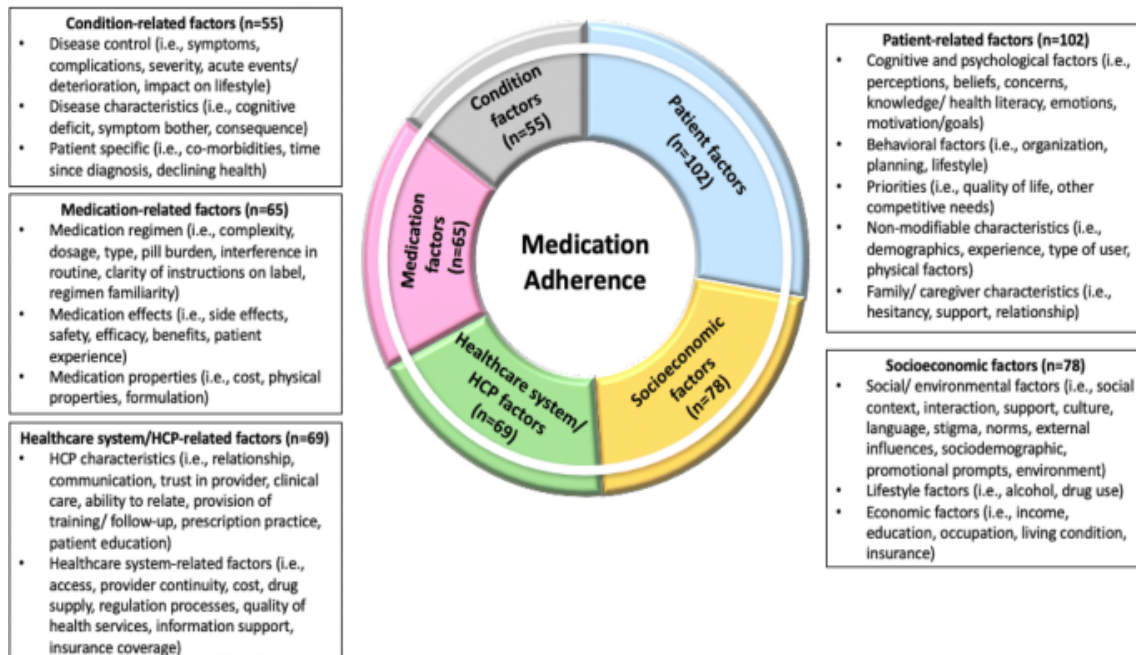 Condition-related factors (n=55)
• Disease control (i.e., symptoms,
complications, severity, acute events/
deterioration, impact on lifestyle)
• Disease characteristics (i.e., cognitive
deficit, symptom bother, consequence)
• Patient specific (i.e., co-morbidities, time
since diagnosis, declining health)
Medication-related factors (n=65)
• Medication regimen (i.e., complexity,
dosage, type, pill burden, interference in
routine, clarity of instructions on label,
regimen familiarity)
• Medication effects (i.e., side effects,
safety, efficacy, benefits, patient
experience)
• Medication properties (i.e., cost, physical
properties, formulation)
Healthcare system/HCP-related factors (n=69)
• HCP characteristics (i.e., relationship,
communication, trust in provider, clinical
care, ability to relate, provision of
training/ follow-up, prescription practice,
patient education)
• Healthcare system-related factors (i.e.,
access, provider continuity, cost, drug
supply, regulation processes, quality of
health services, information support,
insurance coverage)
Condition
factors
(n=55)
Patient factors
(n=102)
Medication
factors
(n=65)
Medication
Adherence
Healthcare system/
HCP factors
(n=69)
Socioeconomic
factors
(n=78)
Patient-related factors (n=102)
• Cognitive and psychological factors (i.e.,
perceptions, beliefs, concerns,
knowledge/ health literacy, emotions,
motivation/goals)
• Behavioral factors (i.e., organization,
planning, lifestyle)
• Priorities (i.e., quality of life, other
competitive needs)
• Non-modifiable characteristics (i.e.,
demographics, experience, type of user,
physical factors)
• Family/ caregiver characteristics (i.e.,
hesitancy, support, relationship)
Socioeconomic factors (n=78)
• Social/ environmental factors (i.e., social
context, interaction, support, culture,
language, stigma, norms, external
influences, sociodemographic,
promotional prompts, environment)
• Lifestyle factors (i.e., alcohol, drug use)
• Economic factors (i.e., income,
education, occupation, living condition,
insurance)